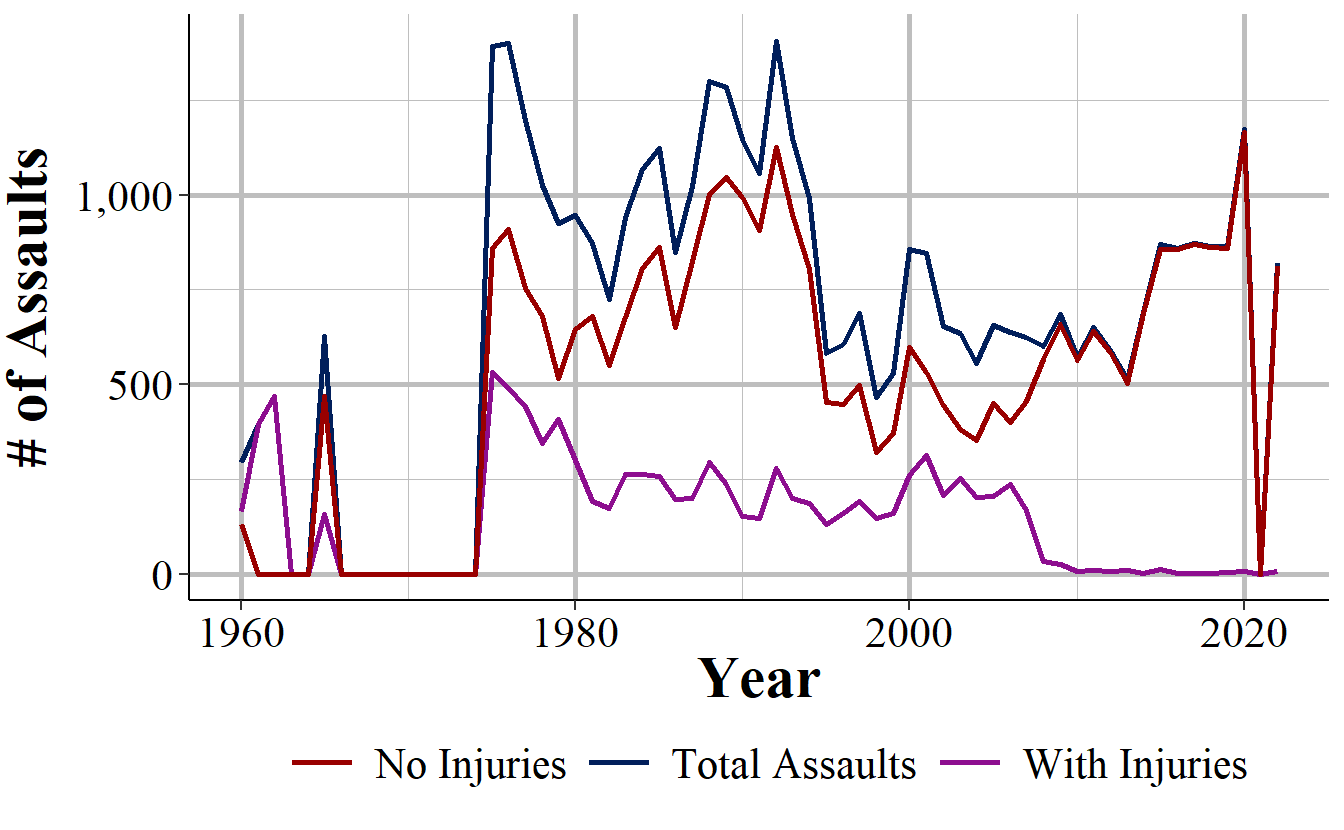 # of Assaults
1,000
500
0
1960 1980 2000 2020
Year
No Injuries Total Assaults With Injuries